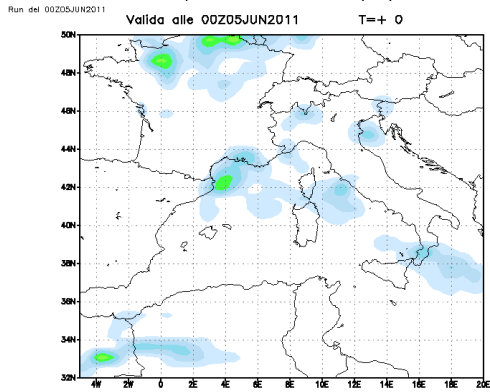 Run del 00Z05JUN2011
Valida alle 00Z05JUN2011 T=+ 0
50N
48N
46N
44N
42N
40N
38N
36N
34N
32N
4W 2W 0 2E 4E 6E 8E 10E 12E 14E 16E 18E 20E